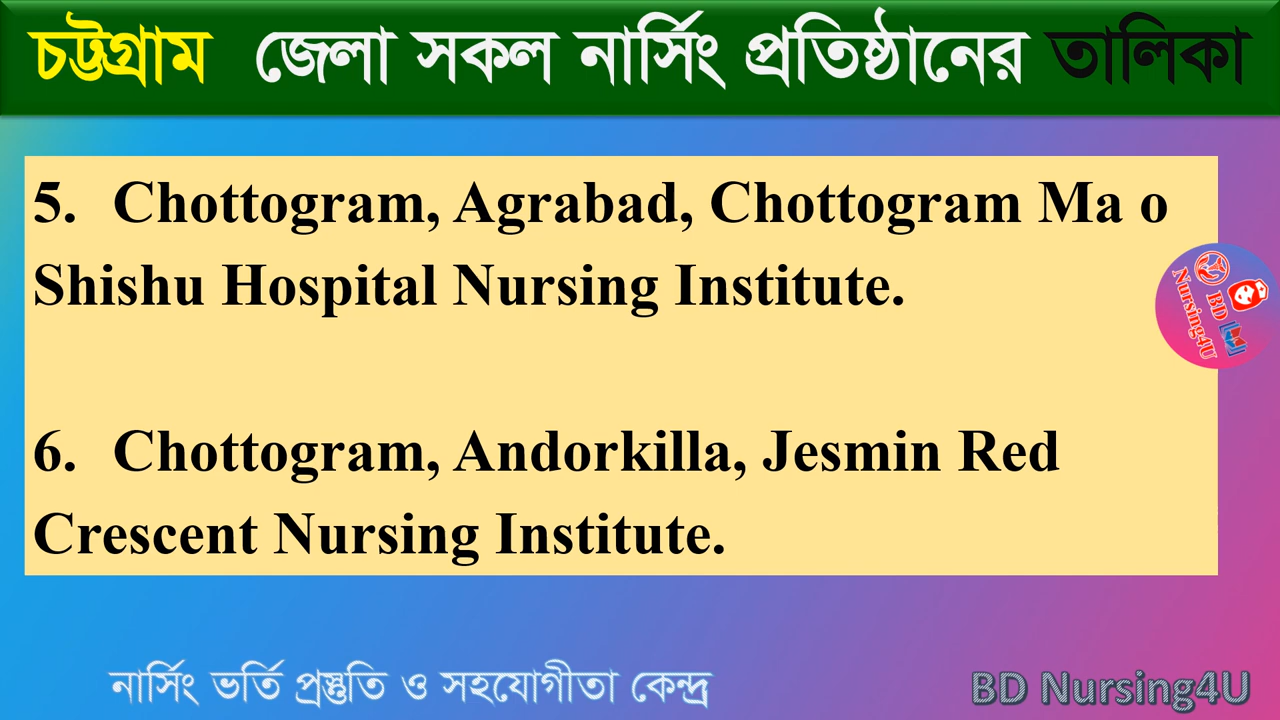 চট্টগ্রাম জেলা সকল নার্সিং প্রতিষ্ঠানের তালিকা
5. Chottogram, Agrabad, Chottogram Ma o
Shishu Hospital Nursing Institute.
BD
Nursing4U
6. Chottogram, Andorkilla, Jesmin Red
Crescent Nursing Institute.
নার্সিং ভর্তি প্রস্তুতি ও সহযোগীতা কেন্দ্র
BD Nursing4U